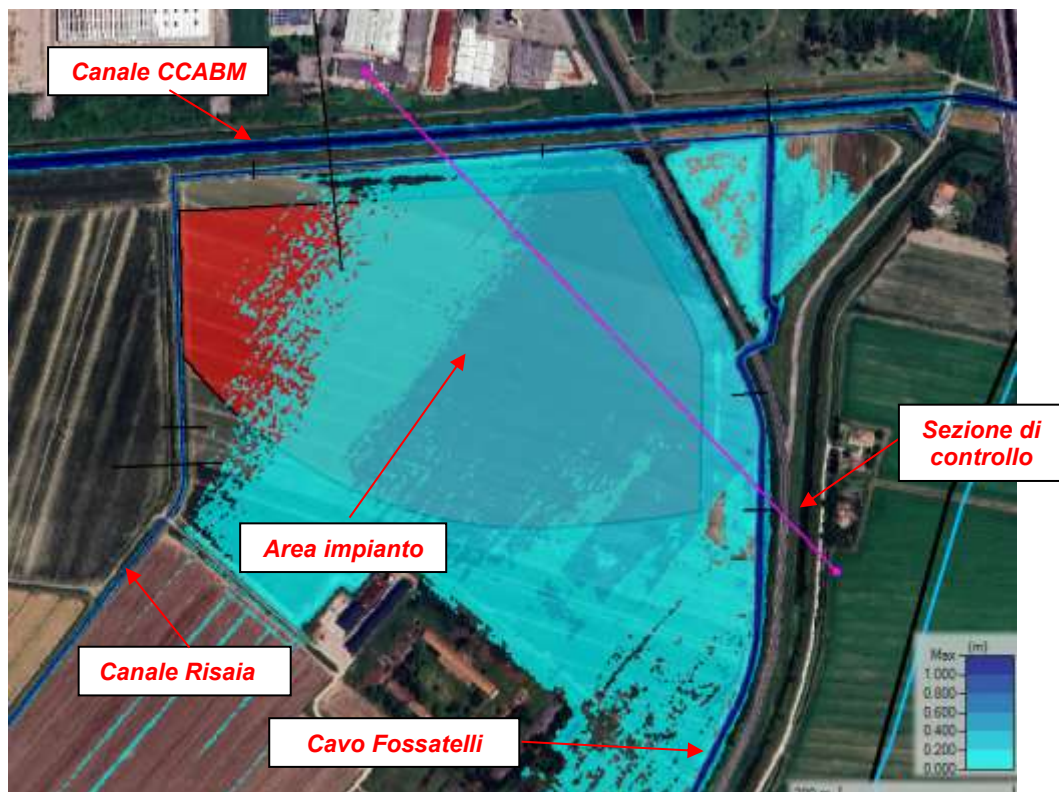 Canale CCABM
Sezione di
controllo
Area impianto
Canale Risaia
Cavo Fossatelli
Max (m)
1.000
0.800
0.600
0.400
0.200
0.000